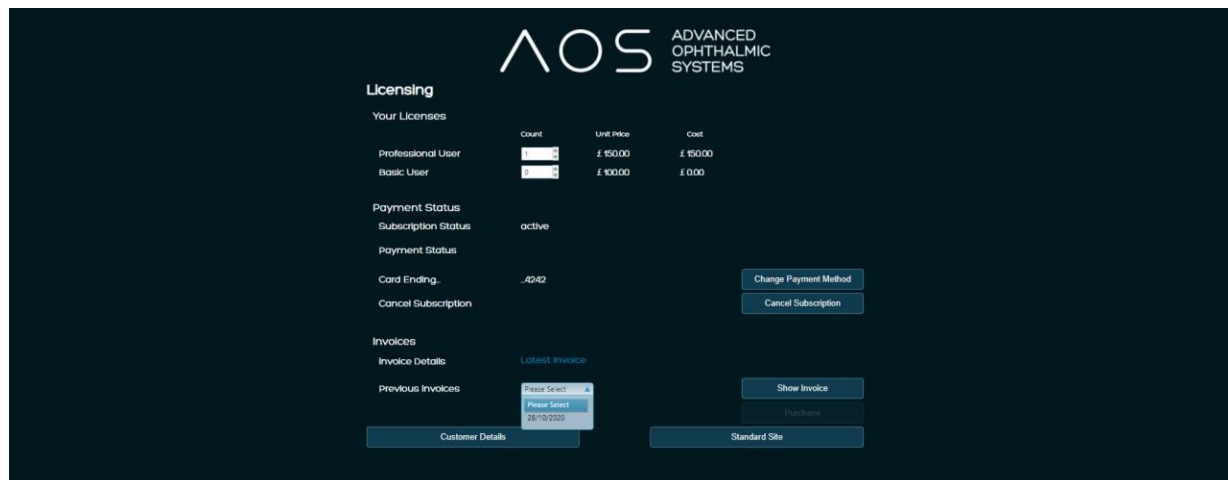 AOS ADVANCED
OPHTHALMIC
SYSTEMS
Licensing
Your Licenses
Count Unit Price Cost
Professional User 1 £ 150.00 £ 150.00
Basic User 0 £ 100.00 £ 0.00
Payment Status
Subscription Status active
Payment Status
Card Ending... ...4242 Change Payment Method
Cancel Subscription Cancel Subscription
Invoices
Invoice Details Latest Invoice
Previous Invoices Please Select Show Invoice
Please Select Purchase
28/10/2020
Customer Details Standard Site